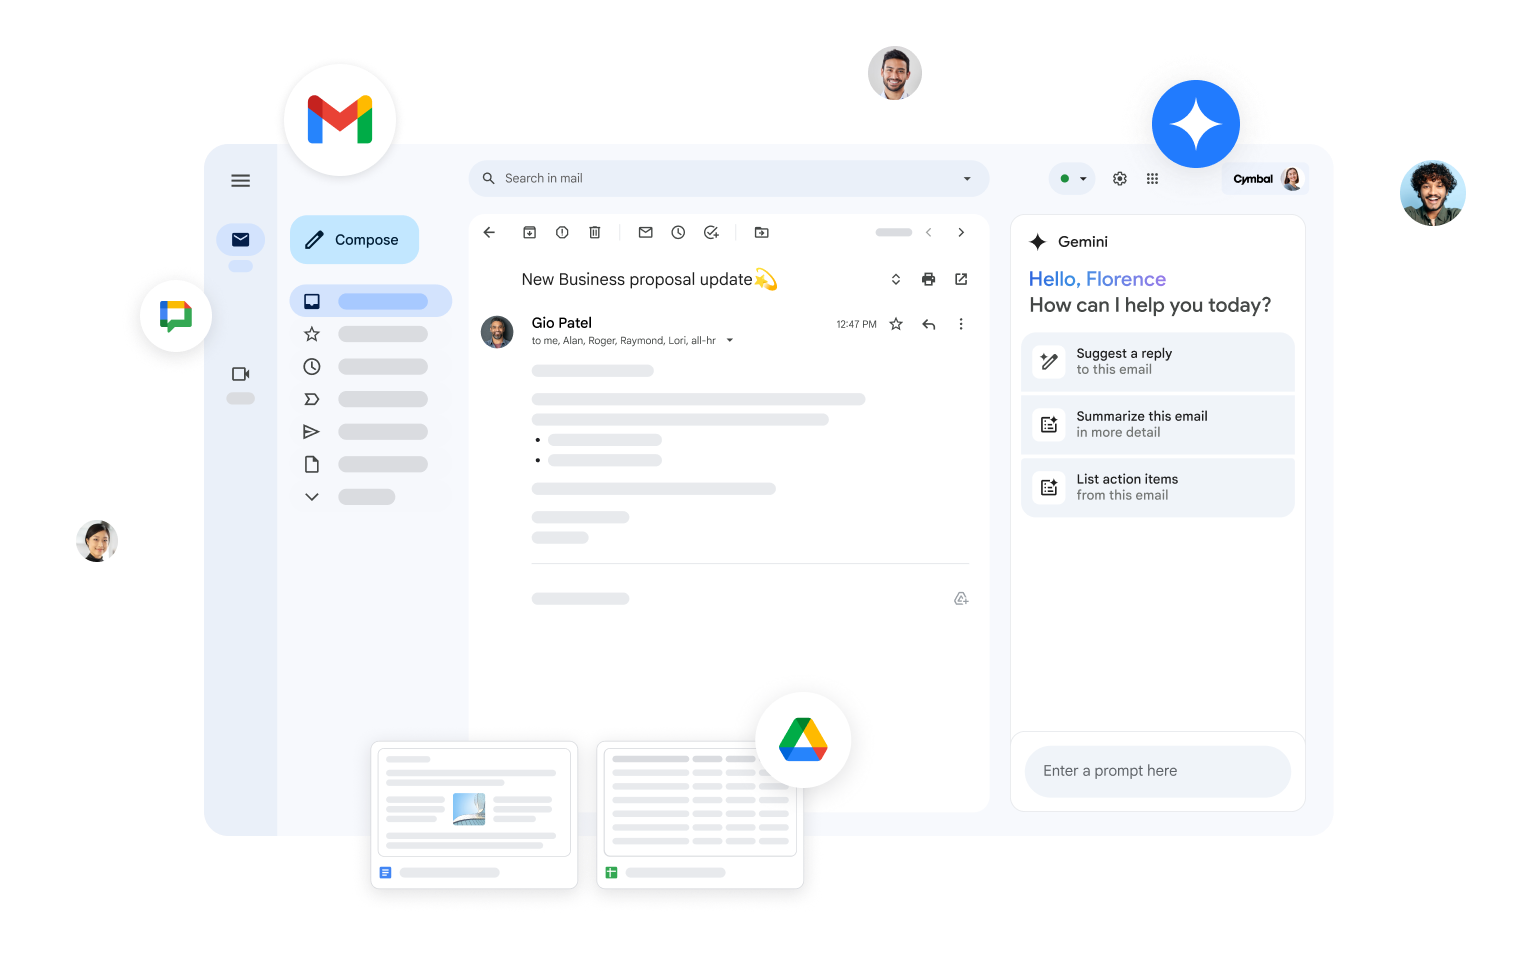 Search in mail
Cymbal
Compose
New Business proposal update💫
Gio Patel
12:47 PM
to me, Alan, Roger, Raymond, Lori, all-hr
Gemini
Hello, Florence
How can I help you today?
Suggest a reply
to this email
Summarize this email
in more detail
List action items
from this email
Enter a prompt here